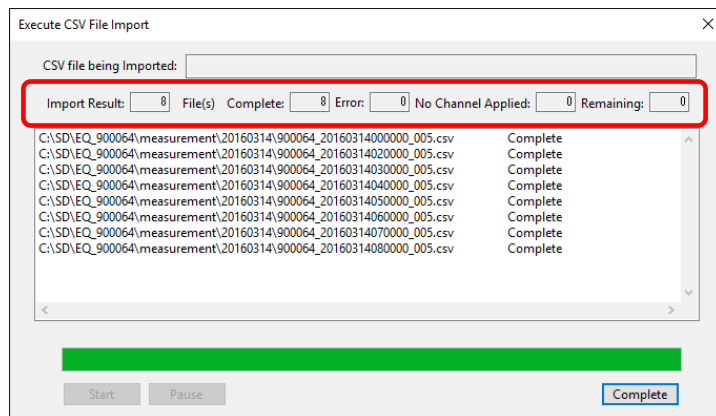 Execute CSV File Import
CSV file being Imported:
Import Result: 8 File(s) Complete: 8 Error: 0 No Channel Applied: 0 Remaining: 0
C:\SD\EQ_900064\measurement\20160314\900064_20160314000000_005.csv Complete
C:\SD\EQ_900064\measurement\20160314\900064_20160314020000_005.csv Complete
C:\SD\EQ_900064\measurement\20160314\900064_20160314030000_005.csv Complete
C:\SD\EQ_900064\measurement\20160314\900064_20160314040000_005.csv Complete
C:\SD\EQ_900064\measurement\20160314\900064_20160314050000_005.csv Complete
C:\SD\EQ_900064\measurement\20160314\900064_20160314060000_005.csv Complete
C:\SD\EQ_900064\measurement\20160314\900064_20160314070000_005.csv Complete
C:\SD\EQ_900064\measurement\20160314\900064_20160314080000_005.csv Complete
Start Pause Complete